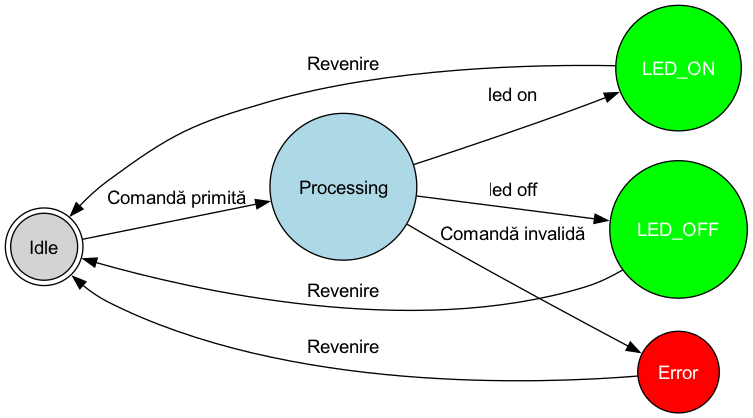 Revenire
LED_ON
led on
Processing
Comandă primită
led off
LED_OFF
Comandă invalidă
Idle
Revenire
Revenire
Error